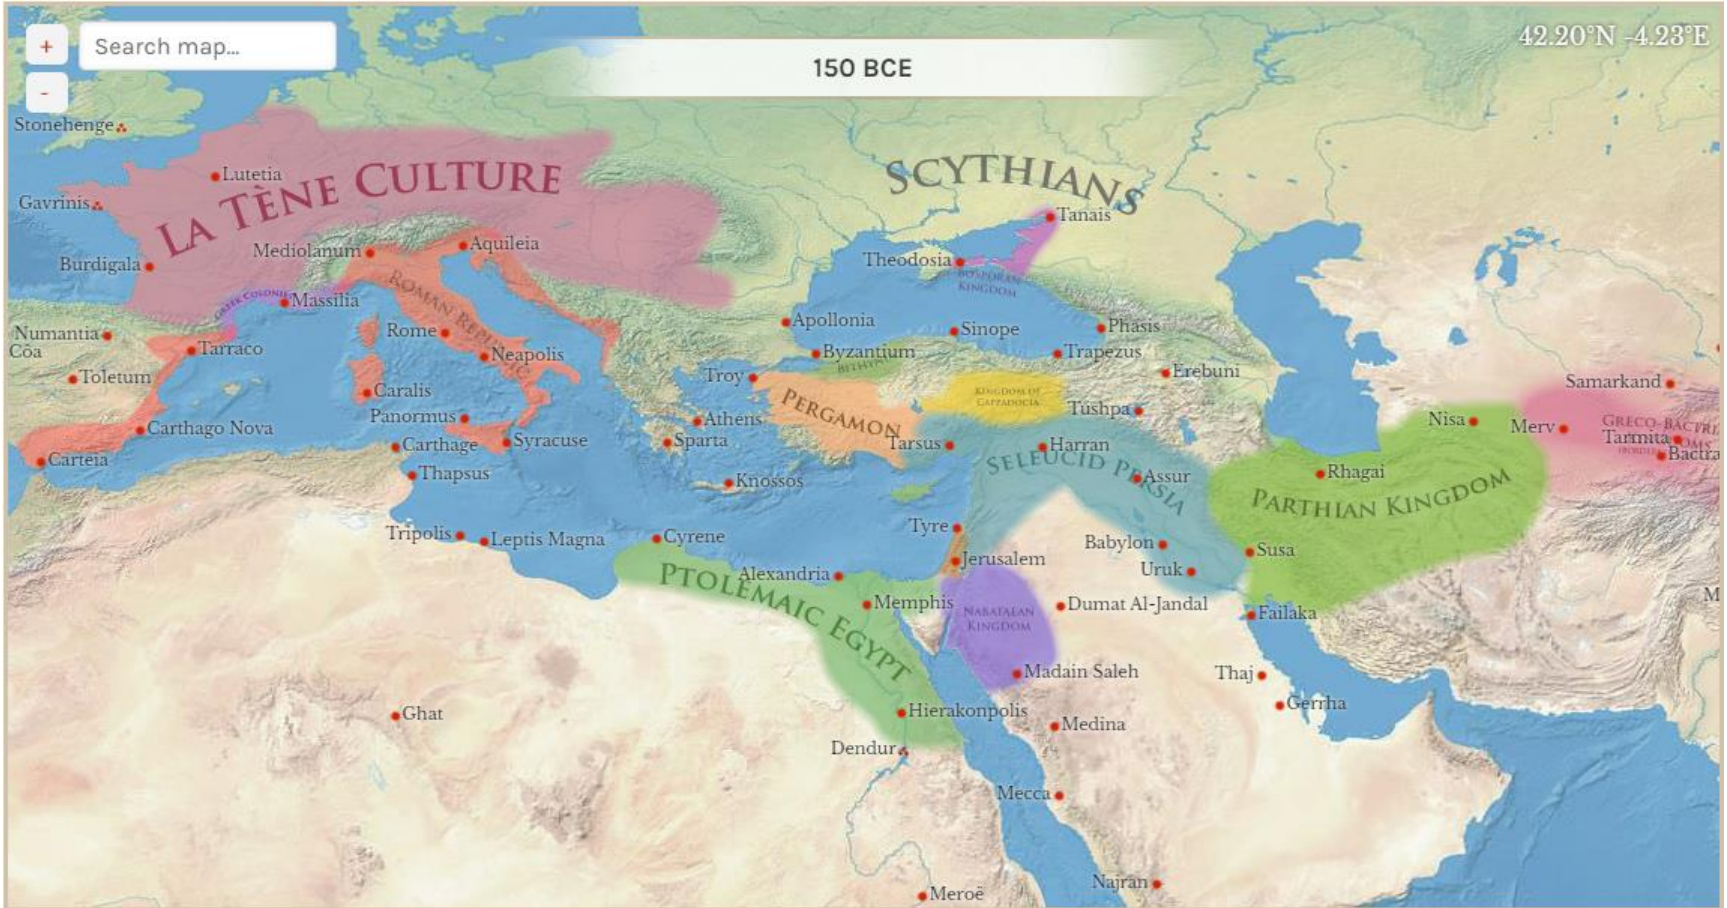 +
Search map...
-
150 BCE
42.20°N -4.23°E
Stonehenge
Lutetia
LA TÈNE CULTURE
SCYTHIANS
Gavrinis
Tanais
Mediolanum
Aquileia
Burdigala
Theodosia
BOSPORAN
KINGDOM
GREEK COLONIES
Massilia
ROMAN REPUBLIC
Numantia
Rome
Apollonia
Sinope
Phasis
Côa
Tarraco
Neapolis
Byzantium
BITHYNIA
Trapezus
Toletum
Troy
Erebuni
Samarkand
Caralis
KINGDOM OF
CAPPADOCIA
PERGAMON
Tushpa
Panormus
Athens
Nisa
Merv
GRECO-BACTRI
Carthago Nova
Carthage
Syracuse
Sparta
Tarsus
Harran
Tarmita
OMS
Carteia
Bactra
Thapsus
Knossos
SELEUCID PERSIA
Assur
Rhagai
PARTHIAN KINGDOM
Tripolis
Leptis Magna
Cyrene
Tyre
Babylon
Susa
Jerusalem
Uruk
Alexandria
PTOLEMAIC EGYPT
Memphis
NABATAEAN
KINGDOM
Dumat Al-Jandal
Failaka
M
Madain Saleh
Thaj
Ghat
Hierakonpolis
Medina
Gerrha
Dendur
Mecca
Najran
Meroë